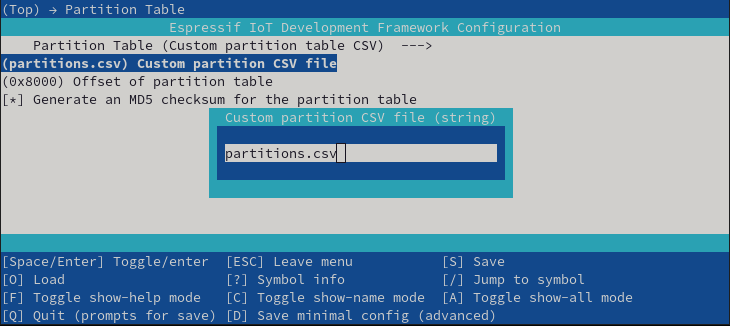 (Top) → Partition Table
Espressif IoT Development Framework Configuration
Partition Table (Custom partition table CSV)  --->
(partitions.csv) Custom partition CSV file
(0x8000) Offset of partition table
[*] Generate an MD5 checksum for the partition table
Custom partition CSV file (string)
partitions.csv
[Space/Enter] Toggle/enter  [ESC] Leave menu  [S] Save
[O] Load  [?] Symbol info  [/] Jump to symbol
[F] Toggle show-help mode  [C] Toggle show-name mode  [A] Toggle show-all mode
[Q] Quit (prompts for save)  [D] Save minimal config (advanced)